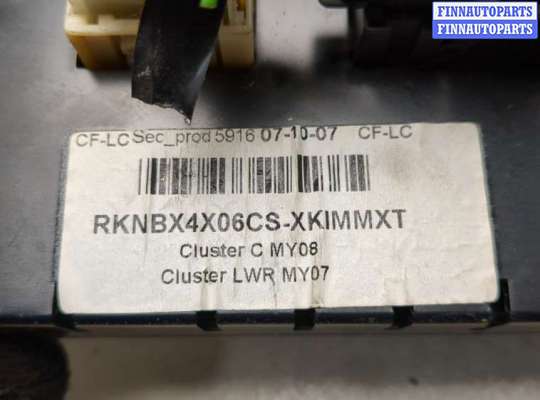 FINNAUTOPARTS
FINNAUTOPARTS
CF-LC Sec_prod 5916 07-10-07 CF-LC
RKNBX4X06CS-XKIMMXT
Cluster C MY08
Cluster LWR MY07